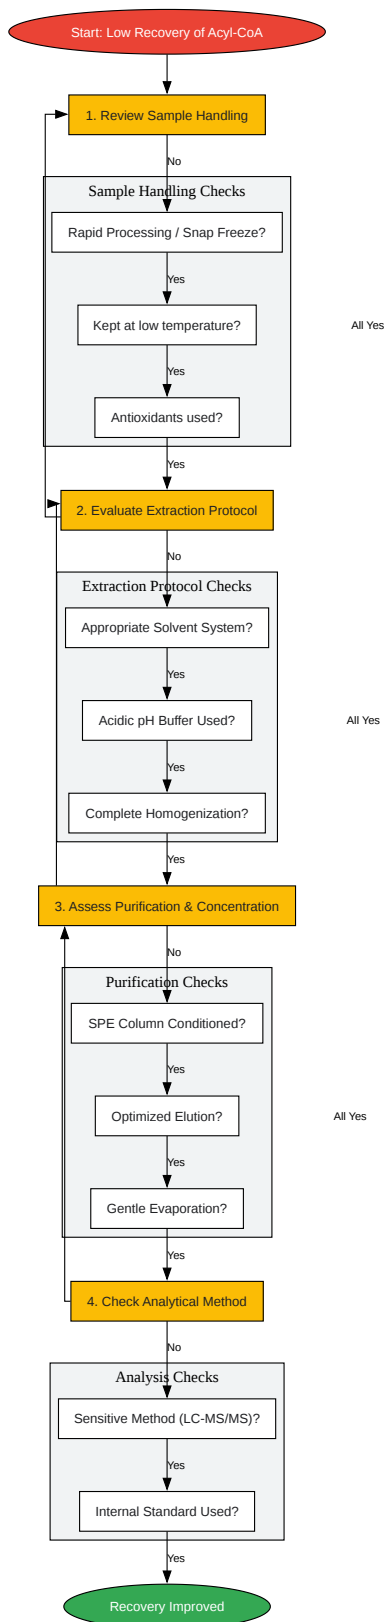 Start: Low Recovery of Acyl-CoA
1. Review Sample Handling
No
Sample Handling Checks
Rapid Processing / Snap Freeze?
Yes
Kept at low temperature?
All Yes
Yes
Antioxidants used?
Yes
2. Evaluate Extraction Protocol
No
Extraction Protocol Checks
Appropriate Solvent System?
Yes
Acidic pH Buffer Used?
All Yes
Yes
Complete Homogenization?
Yes
3. Assess Purification & Concentration
No
Purification Checks
SPE Column Conditioned?
Yes
Optimized Elution?
All Yes
Yes
Gentle Evaporation?
Yes
4. Check Analytical Method
No
Analysis Checks
Sensitive Method (LC-MS/MS)?
Yes
Internal Standard Used?
Yes
Recovery Improved